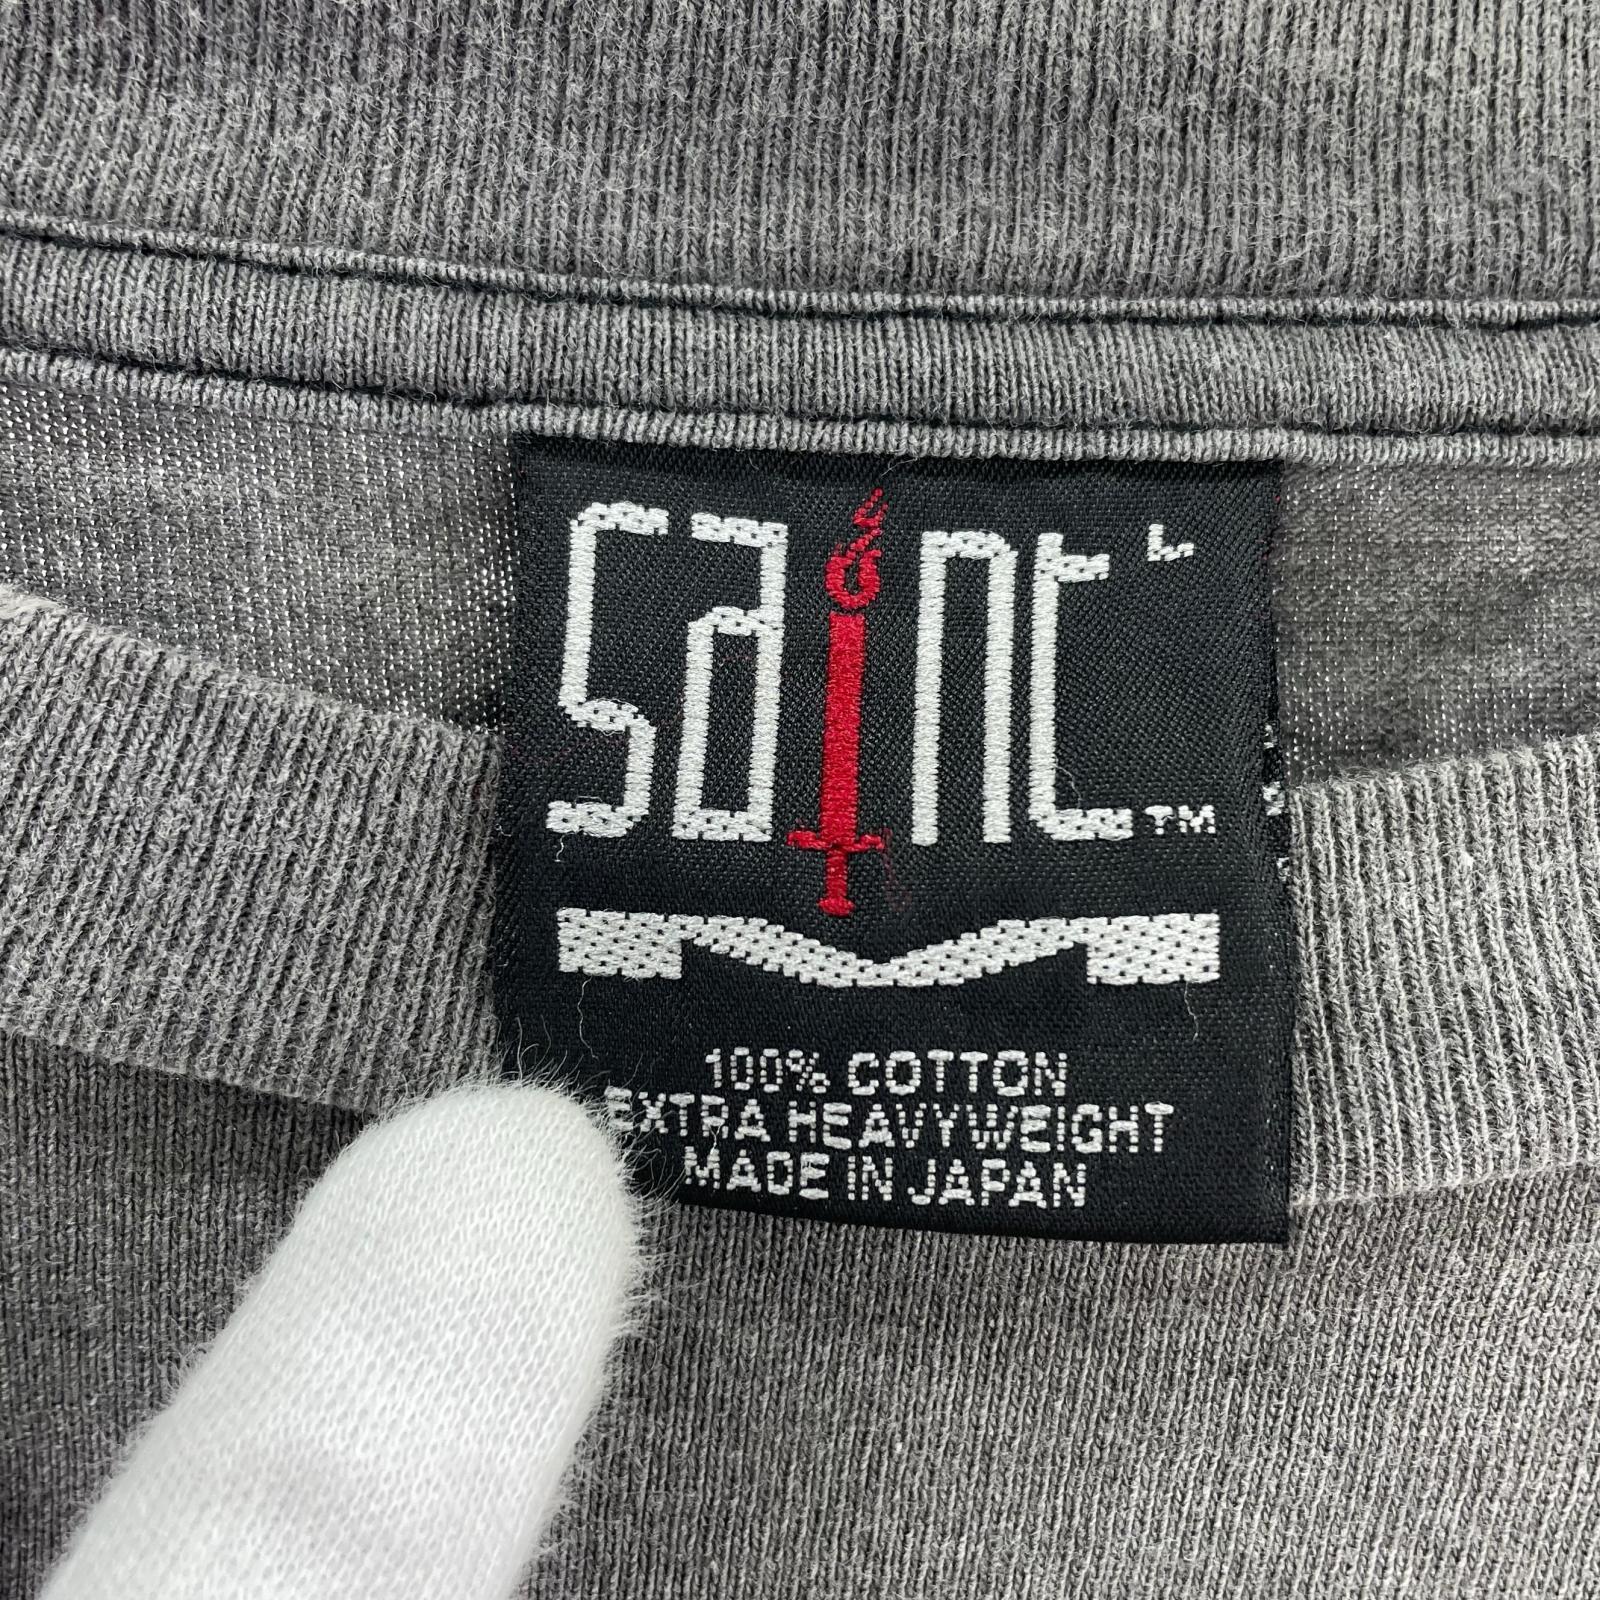 saint L
TM
100% COTTON
EXTRA HEAVYWEIGHT
MADE IN JAPAN